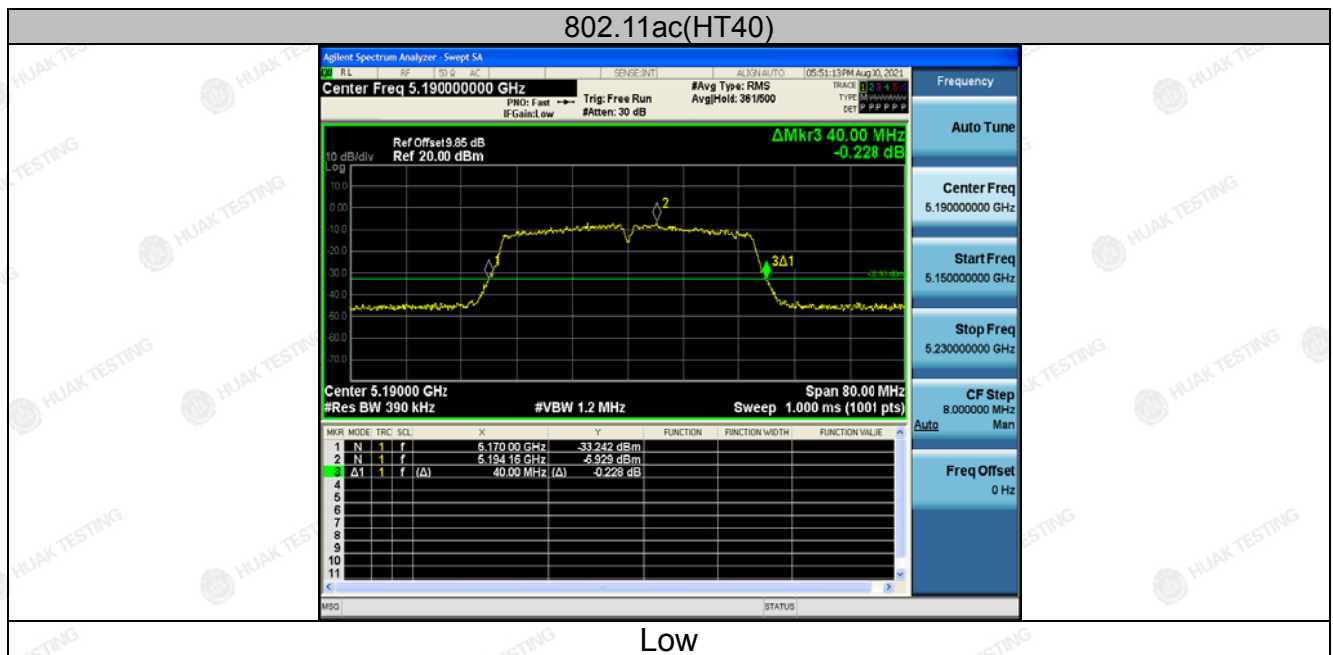 802.11ac(HT40)
Agilent Spectrum Analyzer - Swept SA
RL RF 50 Ω AC SENSE:INT ALIGNAUTO 05:51:13 PM Aug 10, 2021
Center Freq 5.190000000 GHz
PNO: Fast
IFGain:Low
Trig: Free Run
#Atten: 30 dB
#Avg Type: RMS
Avg|Hold: 361/500
TRACE 1 2 3 4 5 6
TYPE M
DET P P P P P P
Ref Offset 9.85 dB
Ref 20.00 dBm
10 dB/div
Log
ΔMkr3 40.00 MHz
-0.228 dB
10.0
0.00
-10.0
-20.0
-30.0
-40.0
-50.0
-60.0
-70.0
1
2
3Δ1
Center 5.19000 GHz
#Res BW 390 kHz
#VBW 1.2 MHz
Span 80.00 MHz
Sweep 1.000 ms (1001 pts)
MKR MODE TRC SCL X Y FUNCTION FUNCTION WIDTH FUNCTION VALUE
1 N 1 f 5.170 00 GHz -33.242 dBm
2 N 1 f 5.194 16 GHz -6.929 dBm
3 Δ1 1 f (Δ) 40.00 MHz (Δ) -0.228 dB
4
5
6
7
8
9
10
11
MSG STATUS
Frequency
Auto Tune
Center Freq
5.190000000 GHz
Start Freq
5.150000000 GHz
Stop Freq
5.230000000 GHz
CF Step
8.000000 MHz
Auto Man
Freq Offset
0 Hz
Low
HUAK TESTING